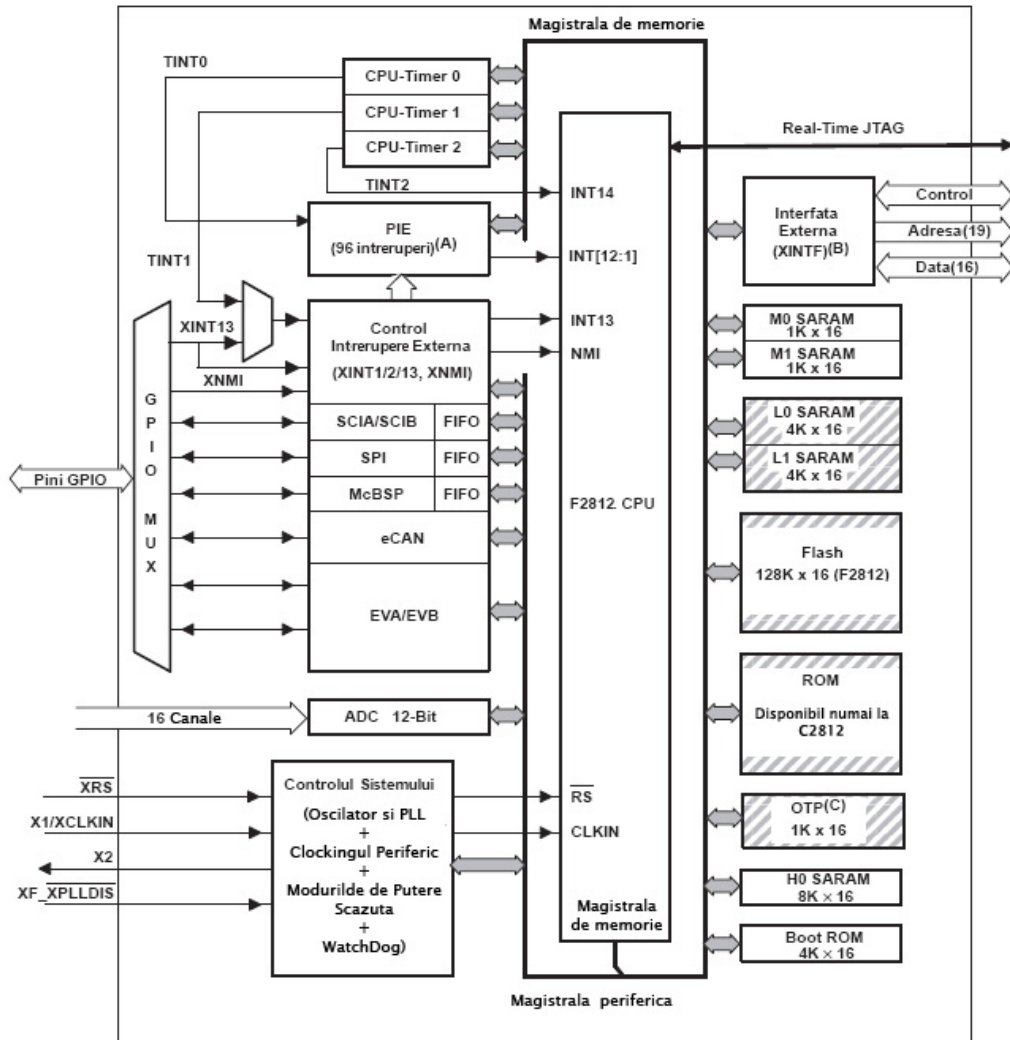 Magistrala de memorie
TINT0
CPU-Timer 0
CPU-Timer 1
CPU-Timer 2
Real-Time JTAG
TINT2
INT14
PIE
(96 intreruperi)(A)
INT[12:1]
Interfata
Externa
(XINTF)(B)
Control
Adresa(19)
Data(16)
TINT1
XINT13
XNMI
Control
Intrerupere Externa
(XINT1/2/13, XNMI)
INT13
NMI
M0 SARAM
1K x 16
M1 SARAM
1K x 16
L0 SARAM
4K x 16
L1 SARAM
4K x 16
SCIA/SCIB
FIFO
SPI
FIFO
McBSP
FIFO
eCAN
EVA/EVB
Pini GPIO
GPIO MUX
F2812 CPU
Flash
128K x 16 (F2812)
ROM
Disponibil numai la
C2812
16 Canale
ADC 12-Bit
XRS
X1/XCLKIN
X2
XF_XPLLDIS
Controlul Sistemului
(Oscilator si PLL
+
Clockingul Periferic
+
Modurilde de Putere
Scazuta
+
WatchDog)
RS
CLKIN
OTP(C)
1K x 16
H0 SARAM
8K × 16
Boot ROM
4K × 16
Magistrala
de memorie
Magistrala periferica